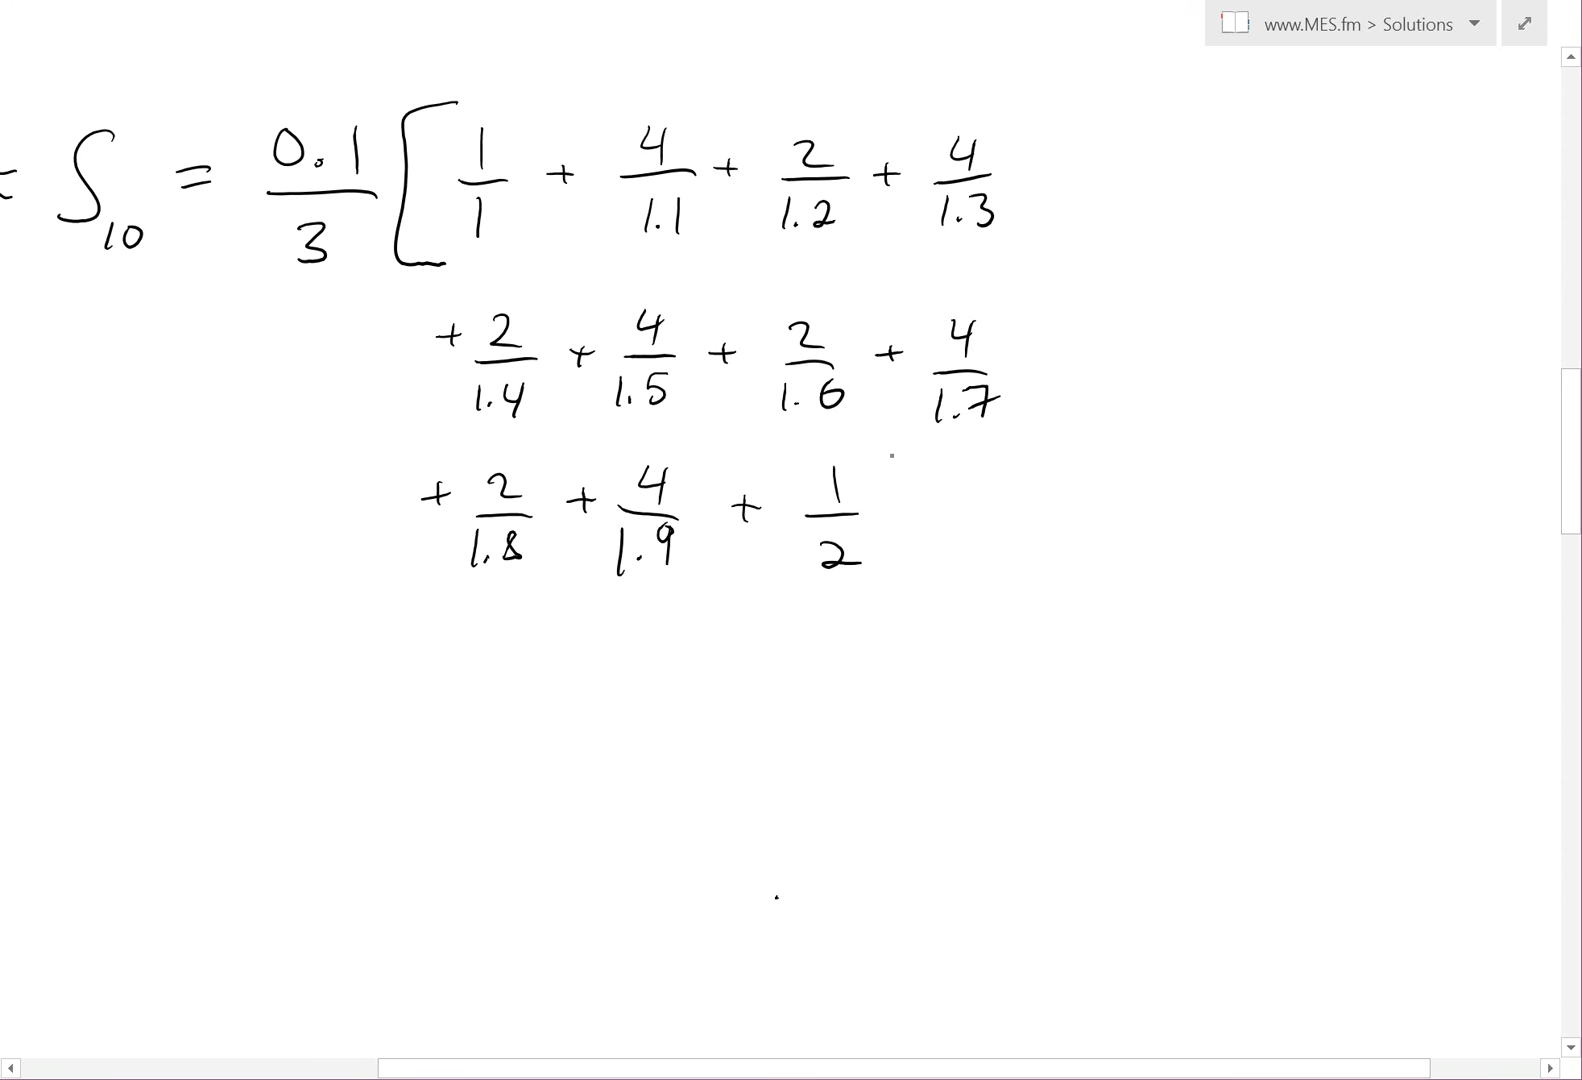 www.MES.fm > Solutions
= S₁₀ = 0.1/3 [ 1/1 + 4/1.1 + 2/1.2 + 4/1.3
+ 2/1.4 + 4/1.5 + 2/1.6 + 4/1.7
+ 2/1.8 + 4/1.9 + 1/2